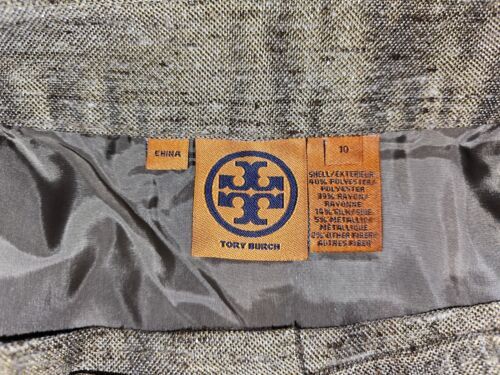 CHINA
TORY BURCH
10
SHELL/EXTERIEUR
40% POLYESTER/
POLYESTER
39% RAYON/
RAYONNE
14% SILK/SOIE
5% METALLIC/
METALLIQUE
2% OTHER FIBER/
AUTRES FIBER